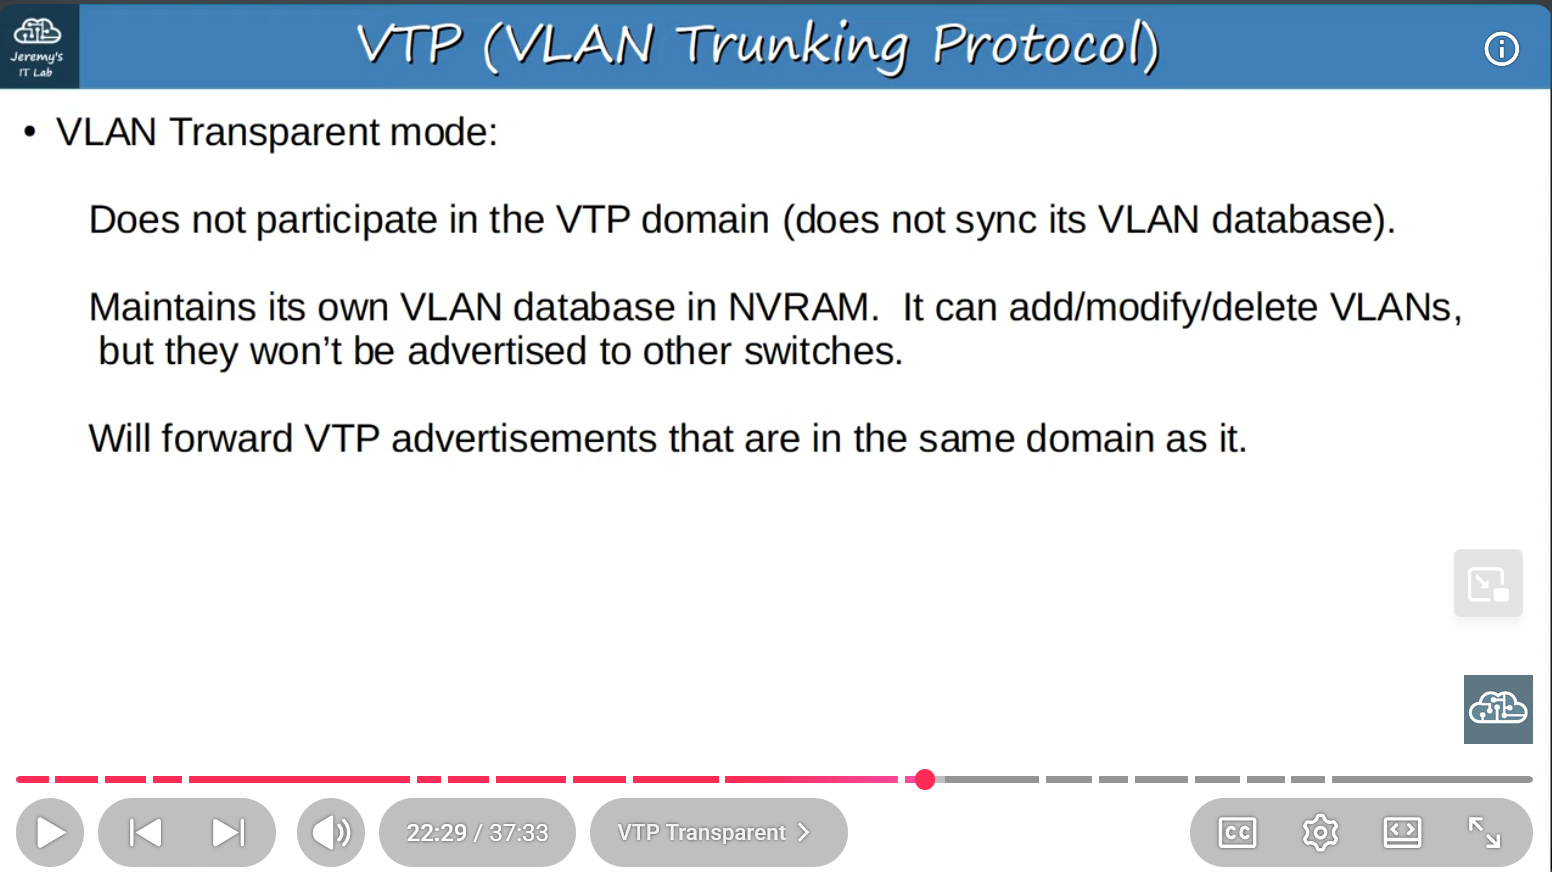 Jeremy's
IT Lab
VTP (VLAN Trunking Protocol)
• VLAN Transparent mode:
Does not participate in the VTP domain (does not sync its VLAN database).
Maintains its own VLAN database in NVRAM.  It can add/modify/delete VLANs,
but they won’t be advertised to other switches.
Will forward VTP advertisements that are in the same domain as it.
22:29 / 37:33
VTP Transparent
CC